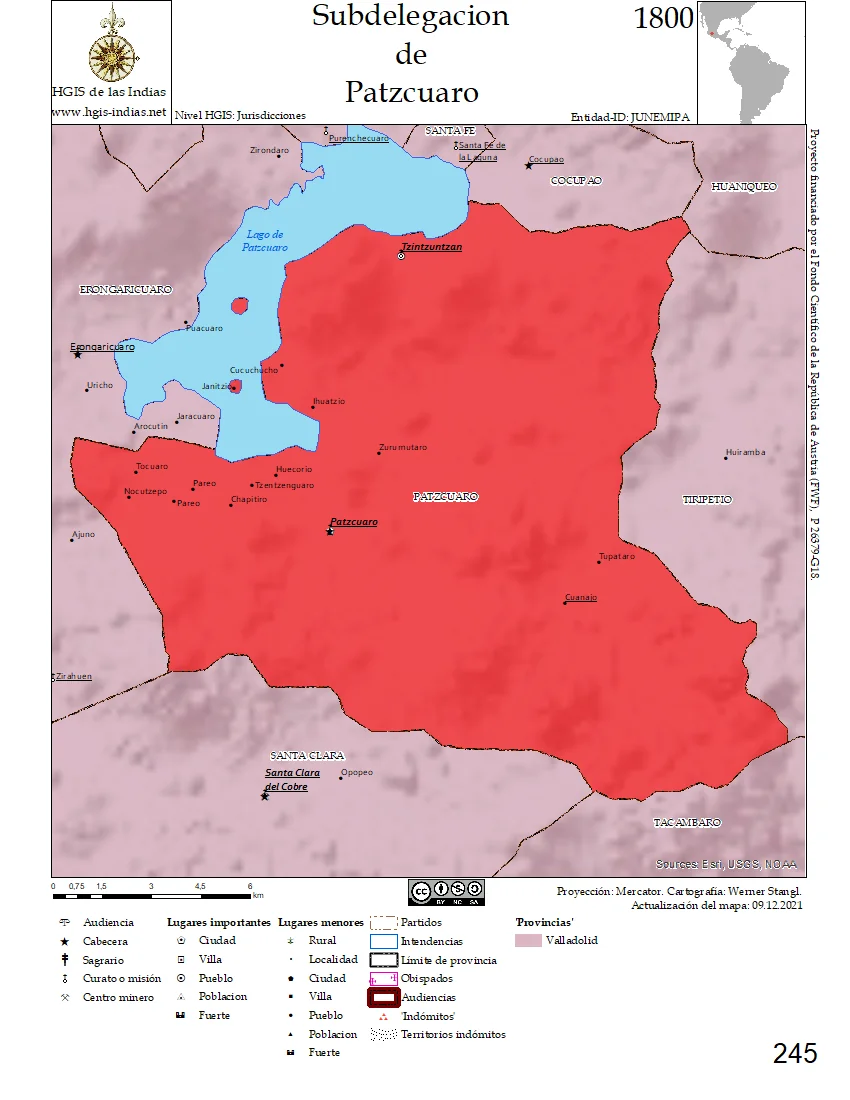 Subdelegacion
de
Patzcuaro
1800
HGIS de las Indias
www.hgis-indias.net
Nivel HGIS: Jurisdicciones
Entidad-ID: JUNEMIPA
SANTA FE
Purenchecuaro
Zirondaro
Santa Fe de
la Laguna
Cocupao
COCUPAO
HUANIQUEO
Lago de
Patzcuaro
Tzintzuntzan
ERONGARICUARO
Puacuaro
Erongaricuaro
Cucuchucho
Uricho
Janitzio
Ihuatzio
Jaracuaro
Arocutin
Zurumutaro
Huiramba
Tocuaro
Huecorio
Pareo
Tzentzenguaro
Nocutzepo
Pareo
Chapitiro
PATZCUARO
TIRIPETIO
Patzcuaro
Ajuno
Tupataro
Cuanajo
Zirahuen
SANTA CLARA
Santa Clara
del Cobre
Opopeo
TACAMBARO
Sources: Esri, USGS, NOAA
Proyecto financiado por el Fondo Científico de la República de Austria (FWF), P 26379-G18.
0 0,75 1,5 3 4,5 6
km
CC BY NC SA
Proyección: Mercator. Cartografía: Werner Stangl.
Actualización del mapa: 09.12.2021
Audiencia
Cabecera
Sagrario
Curato o misión
Centro minero
Lugares importantes
Ciudad
Villa
Pueblo
Poblacion
Fuerte
Lugares menores
Rural
Localidad
Ciudad
Villa
Pueblo
Poblacion
Fuerte
Partidos
Intendencias
Límite de provincia
Obispados
Audiencias
'Indómitos'
Territorios indómitos
'Provincias'
Valladolid
245